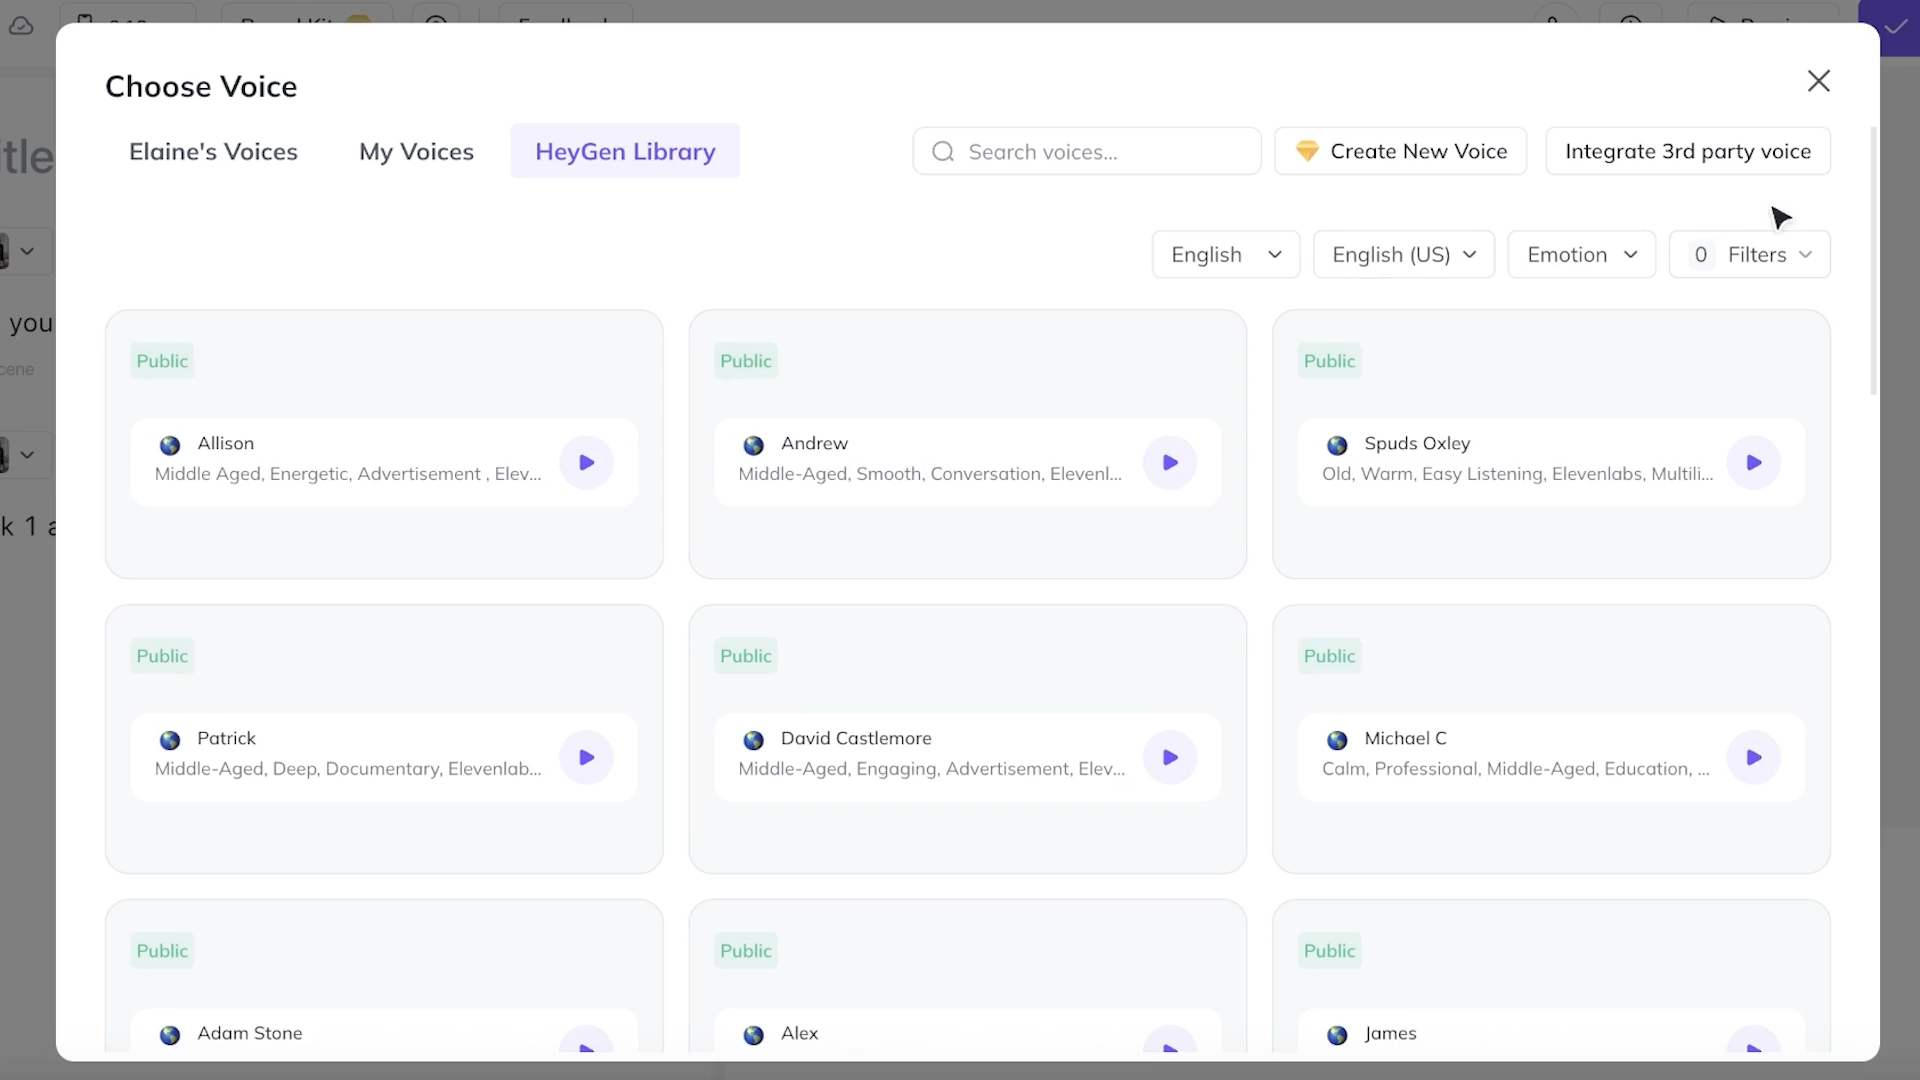 Choose Voice
Elaine's Voices
My Voices
HeyGen Library
Search voices...
Create New Voice
Integrate 3rd party voice
English
English (US)
Emotion
0 Filters
Public
Allison
Middle Aged, Energetic, Advertisement , Elev...
Public
Andrew
Middle-Aged, Smooth, Conversation, Elevenl...
Public
Spuds Oxley
Old, Warm, Easy Listening, Elevenlabs, Multili...
Public
Patrick
Middle-Aged, Deep, Documentary, Elevenlab...
Public
David Castlemore
Middle-Aged, Engaging, Advertisement, Elev...
Public
Michael C
Calm, Professional, Middle-Aged, Education, ...
Public
Adam Stone
Public
Alex
Public
James
you
k 1 a